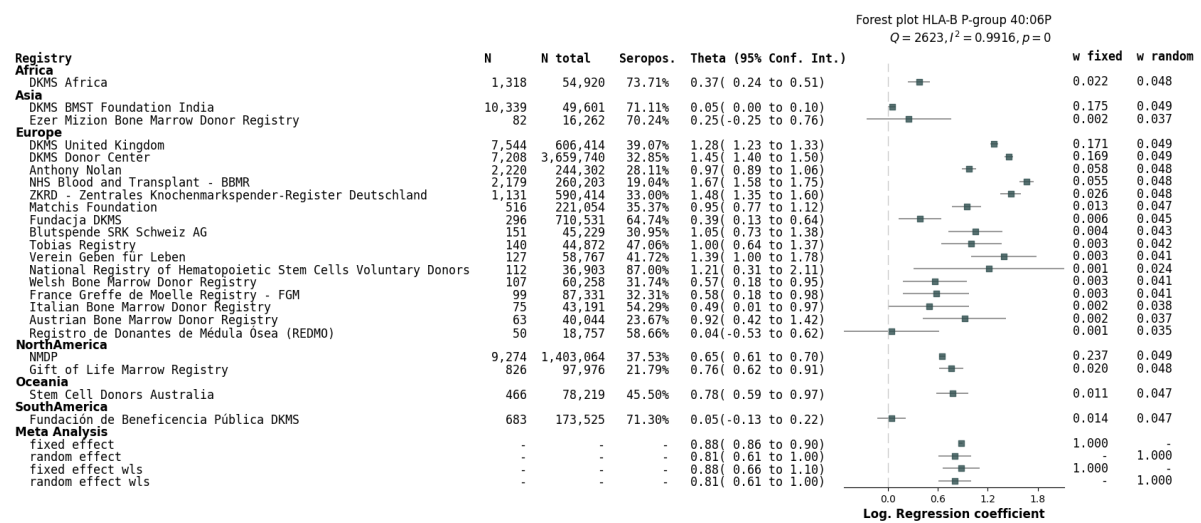 Forest plot HLA-B P-group 40:06P
Q = 2623, I² = 0.9916, p = 0
Registry N N total Seropos. Theta (95% Conf. Int.) w fixed w random
Africa
DKMS Africa 1,318 54,920 73.71% 0.37( 0.24 to 0.51) 0.022 0.048
Asia
DKMS BMST Foundation India 10,339 49,601 71.11% 0.05( 0.00 to 0.10) 0.175 0.049
Ezer Mizion Bone Marrow Donor Registry 82 16,262 70.24% 0.25(-0.25 to 0.76) 0.002 0.037
Europe
DKMS United Kingdom 7,544 606,414 39.07% 1.28( 1.23 to 1.33) 0.171 0.049
DKMS Donor Center 7,208 3,659,740 32.85% 1.45( 1.40 to 1.50) 0.169 0.049
Anthony Nolan 2,220 244,302 28.11% 0.97( 0.89 to 1.06) 0.058 0.048
NHS Blood and Transplant - BBMR 2,179 260,203 19.04% 1.67( 1.58 to 1.75) 0.055 0.048
ZKRD - Zentrales Knochenmarkspender-Register Deutschland 1,131 590,414 33.00% 1.48( 1.35 to 1.60) 0.026 0.048
Matchis Foundation 516 221,054 35.37% 0.95( 0.77 to 1.12) 0.013 0.047
Fundacja DKMS 296 710,531 64.74% 0.39( 0.13 to 0.64) 0.006 0.045
Blutspende SRK Schweiz AG 151 45,229 30.95% 1.05( 0.73 to 1.38) 0.004 0.043
Tobias Registry 140 44,872 47.06% 1.00( 0.64 to 1.37) 0.003 0.042
Verein Geben für Leben 127 58,767 41.72% 1.39( 1.00 to 1.78) 0.003 0.041
National Registry of Hematopoietic Stem Cells Voluntary Donors 112 36,903 87.00% 1.21( 0.31 to 2.11) 0.001 0.024
Welsh Bone Marrow Donor Registry 107 60,258 31.74% 0.57( 0.18 to 0.95) 0.003 0.041
France Greffe de Moelle Registry - FGM 99 87,331 32.31% 0.58( 0.18 to 0.98) 0.003 0.041
Italian Bone Marrow Donor Registry 75 43,191 54.29% 0.49( 0.01 to 0.97) 0.002 0.038
Austrian Bone Marrow Donor Registry 63 40,044 23.67% 0.92( 0.42 to 1.42) 0.002 0.037
Registro de Donantes de Médula Ósea (REDMO) 50 18,757 58.66% 0.04(-0.53 to 0.62) 0.001 0.035
NorthAmerica
NMDP 9,274 1,403,064 37.53% 0.65( 0.61 to 0.70) 0.237 0.049
Gift of Life Marrow Registry 826 97,976 21.79% 0.76( 0.62 to 0.91) 0.020 0.048
Oceania
Stem Cell Donors Australia 466 78,219 45.50% 0.78( 0.59 to 0.97) 0.011 0.047
SouthAmerica
Fundación de Beneficencia Pública DKMS 683 173,525 71.30% 0.05(-0.13 to 0.22) 0.014 0.047
Meta Analysis
fixed effect - - - 0.88( 0.86 to 0.90) 1.000 -
random effect - - - 0.81( 0.61 to 1.00) - 1.000
fixed effect wls - - - 0.88( 0.66 to 1.10) 1.000 -
random effect wls - - - 0.81( 0.61 to 1.00) - 1.000
0.0 0.6 1.2 1.8
Log. Regression coefficient